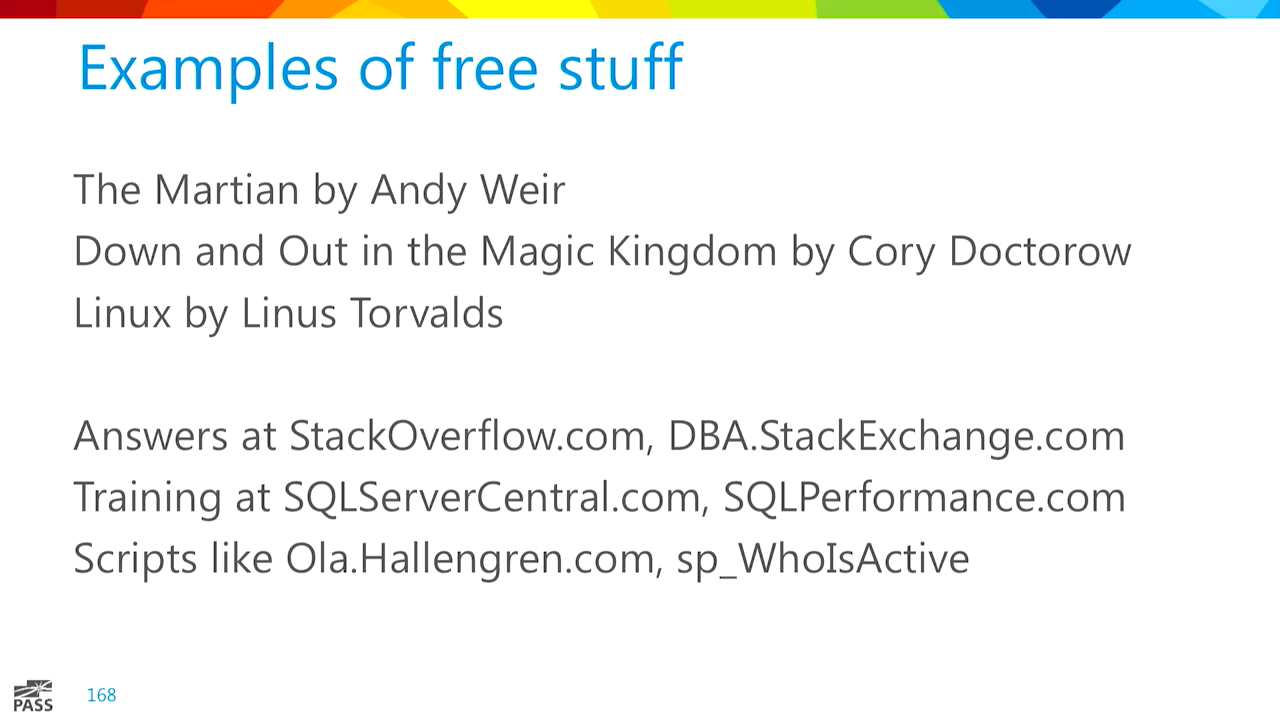 Examples of free stuff
The Martian by Andy Weir
Down and Out in the Magic Kingdom by Cory Doctorow
Linux by Linus Torvalds
Answers at StackOverflow.com, DBA.StackExchange.com
Training at SQLServerCentral.com, SQLPerformance.com
Scripts like Ola.Hallengren.com, sp_WhoIsActive
PASS
168